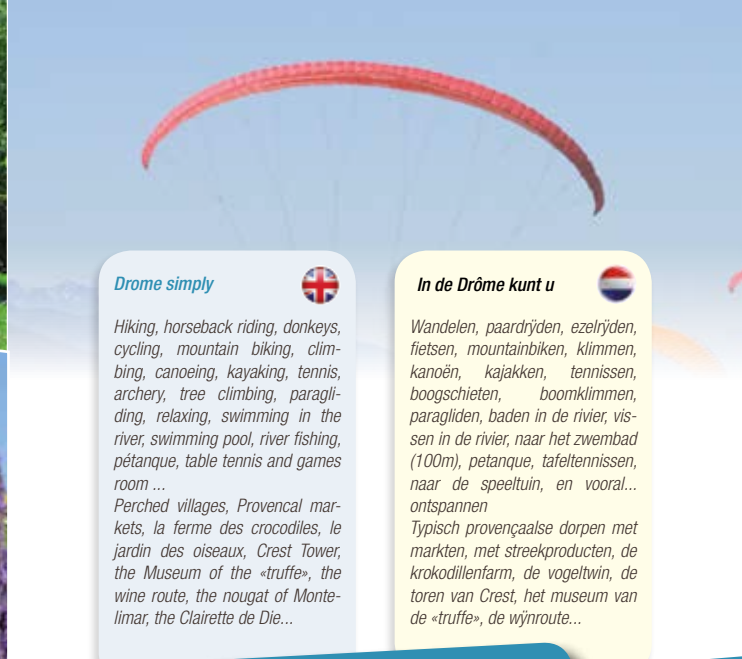 Drome simply
Hiking, horseback riding, donkeys,
cycling, mountain biking, clim-
bing, canoeing, kayaking, tennis,
archery, tree climbing, paragli-
ding, relaxing, swimming in the
river, swimming pool, river fishing,
pétanque, table tennis and games
room ...
Perched villages, Provencal mar-
kets, la ferme des crocodiles, le
jardin des oiseaux, Crest Tower,
the Museum of the «truffe», the
wine route, the nougat of Monte-
limar, the Clairette de Die...
In de Drôme kunt u
Wandelen, paardrÿden, ezelrÿden,
fietsen, mountainbiken, klimmen,
kanoën, kajakken, tennissen,
boogschieten, boomklimmen,
paragliden, baden in de rivier, vis-
sen in de rivier, naar het zwembad
(100m), petanque, tafeltennissen,
naar de speeltuin, en vooral...
ontspannen
Typisch provençaalse dorpen met
markten, met streekproducten, de
krokodillenfarm, de vogeltwin, de
toren van Crest, het museum van
de «truffe», de wÿnroute...